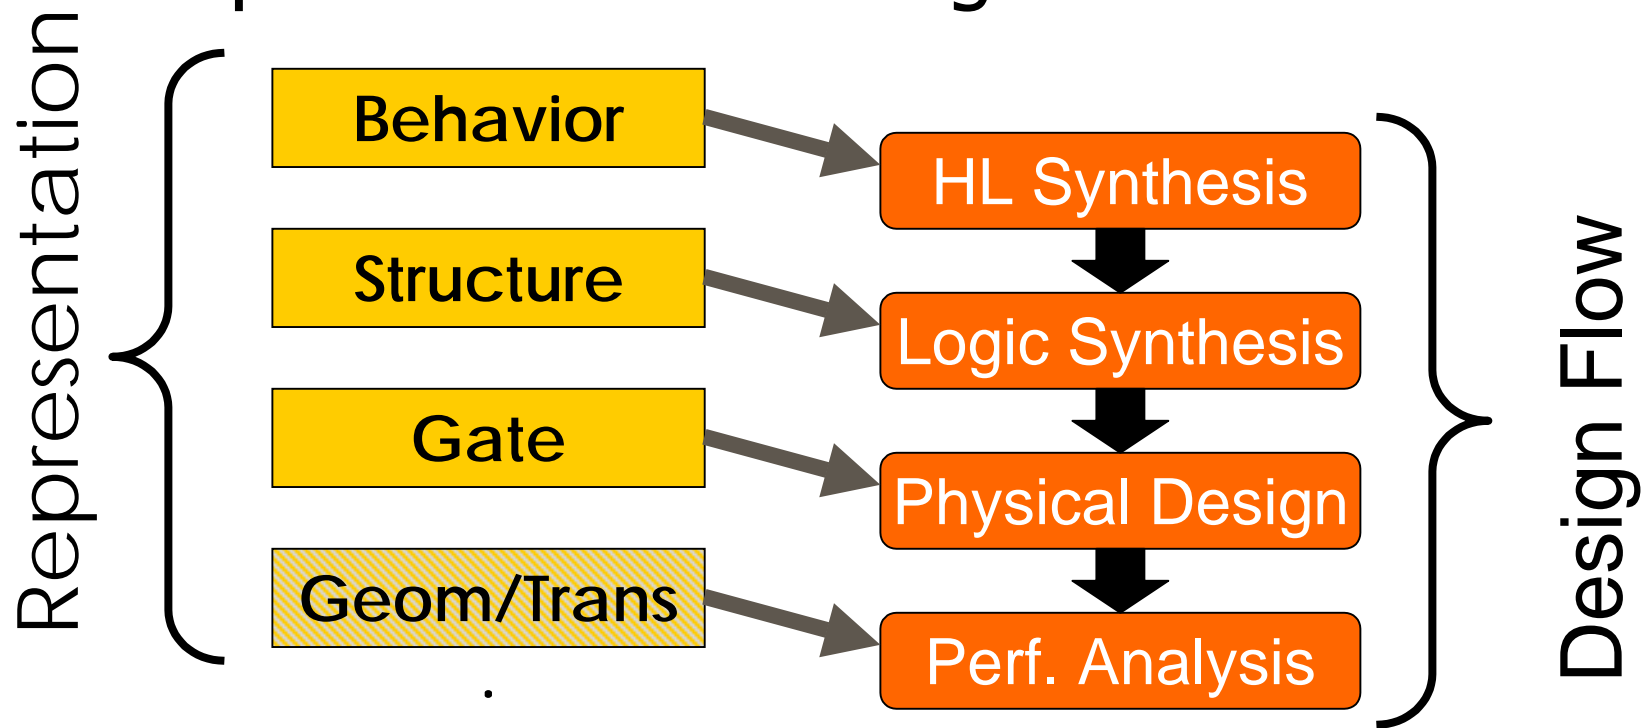 Representation
Behavior
Structure
Gate
Geom/Trans
.
HL Synthesis
Logic Synthesis
Physical Design
Perf. Analysis
Design Flow